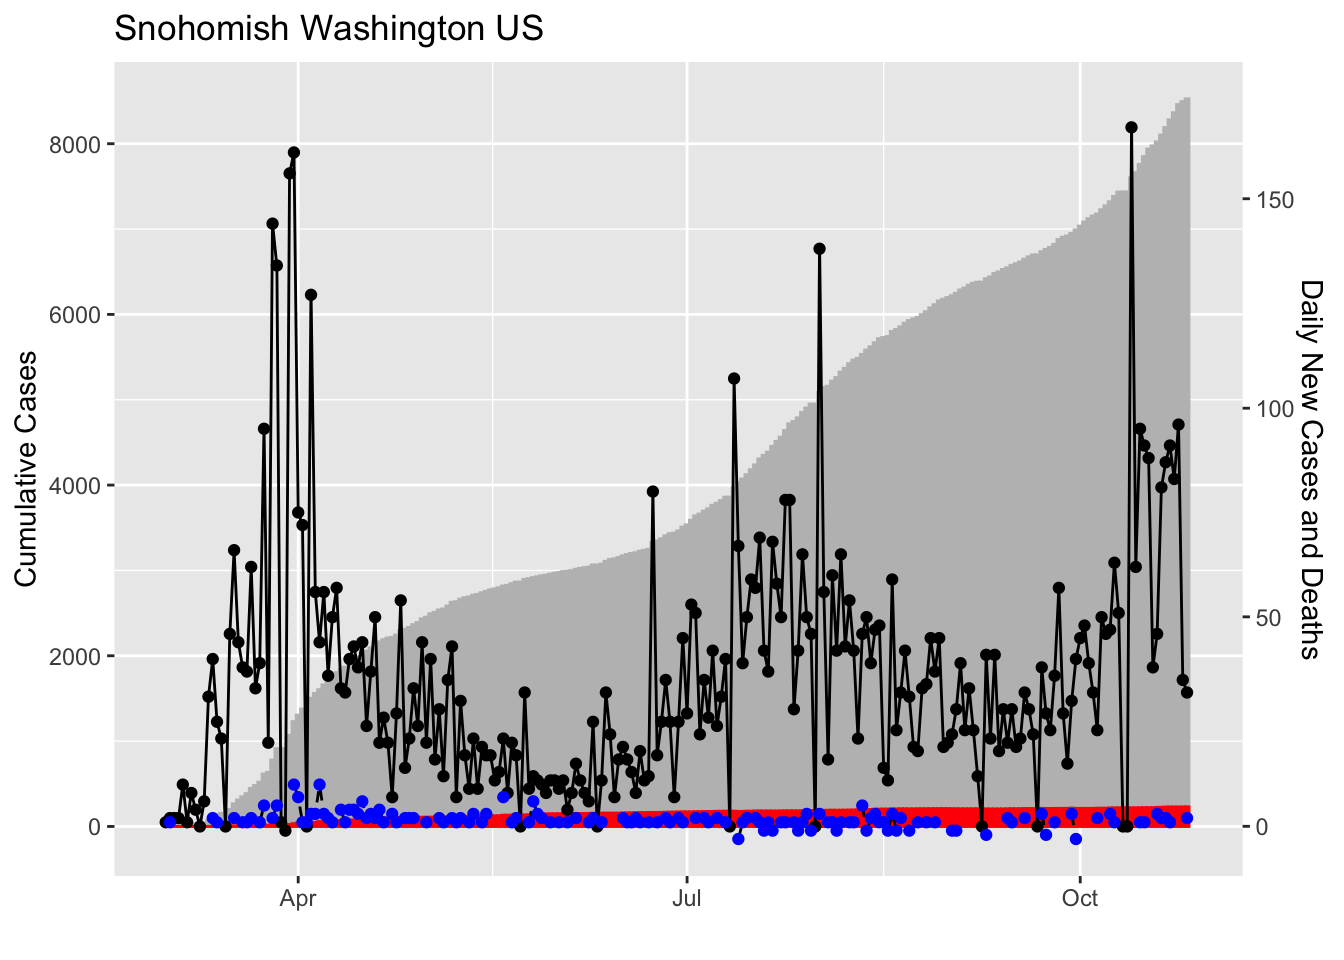 Snohomish Washington US
Cumulative Cases
8000
6000
4000
2000
0
150
100
50
0
Daily New Cases and Deaths
Apr
Jul
Oct